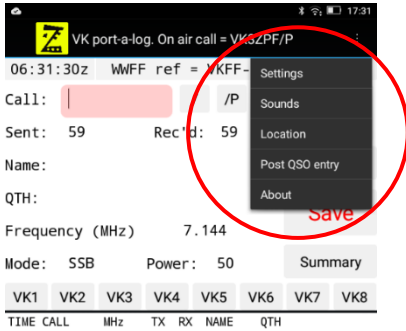 17:31
VK port-a-log. On air call = VK3ZPF/P
06:31:30z WWFF ref = VKFF-
Settings
Call: /P
Sounds
Sent: 59 Rec'd: 59
Location
Name:
Post QSO entry
QTH:
About
Save
Frequency (MHz) 7.144
Mode: SSB Power: 50 Summary
VK1 VK2 VK3 VK4 VK5 VK6 VK7 VK8
TIME CALL MHz TX RX NAME QTH